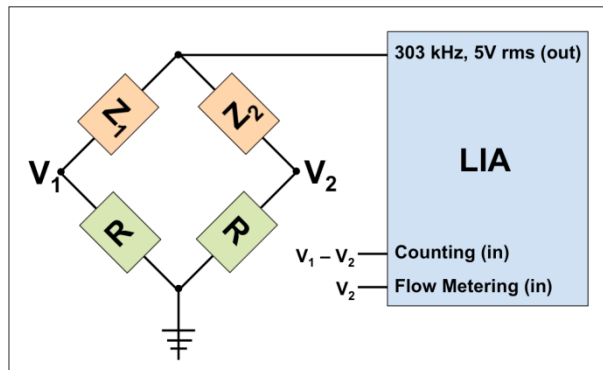 303 kHz, 5V rms (out)
Z1
Z2
LIA
V1
V2
R
R
V1 – V2
Counting (in)
V2
Flow Metering (in)